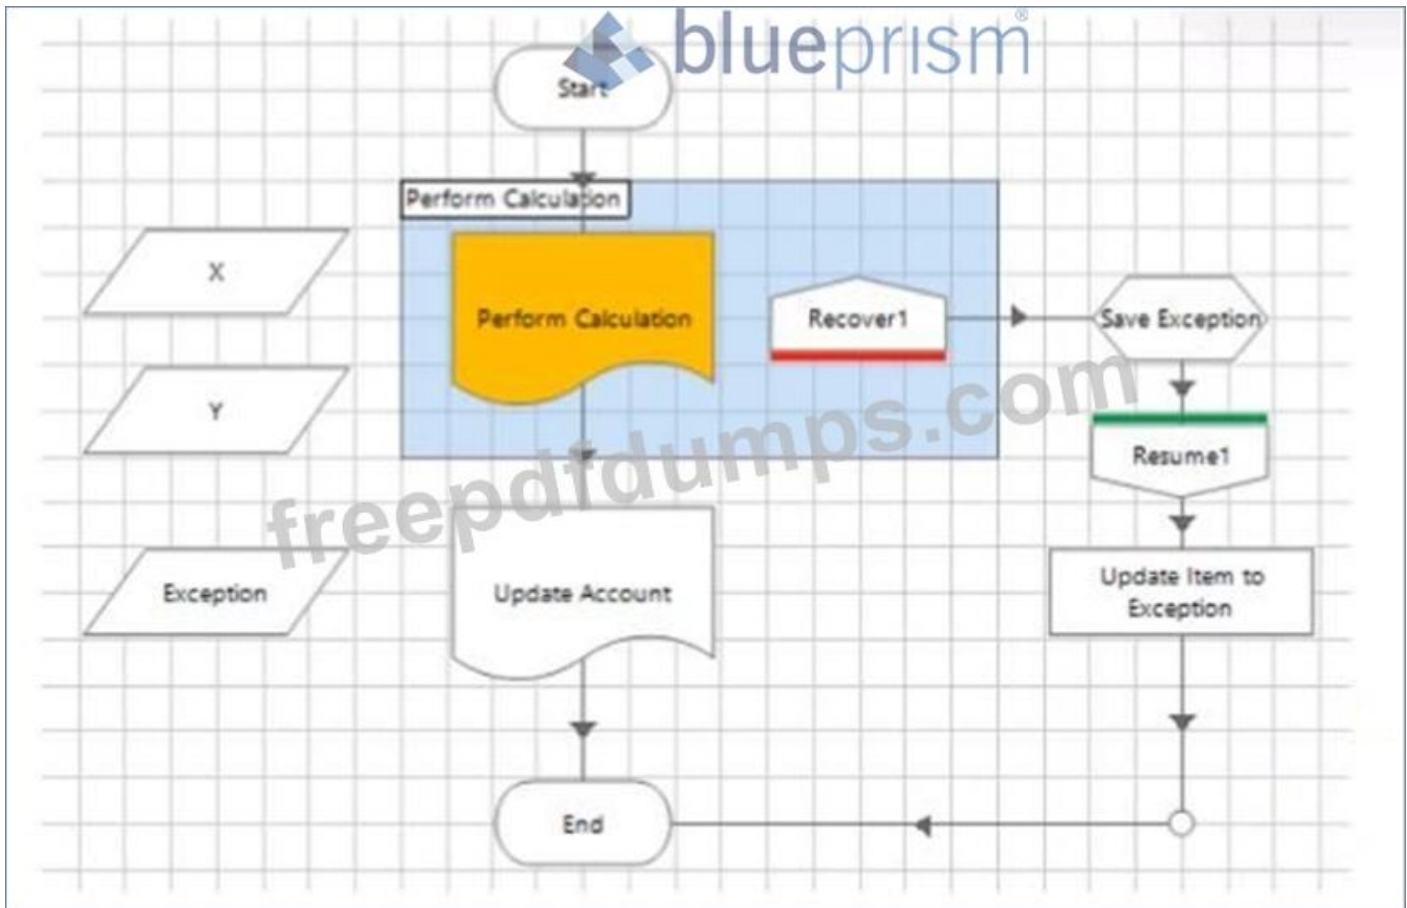 blueprism®
Start
Perform Calculation
X
Perform Calculation
Recover1
Save Exception
Y
Resume1
freepdfdumps.com
Exception
Update Account
Update Item to
Exception
End